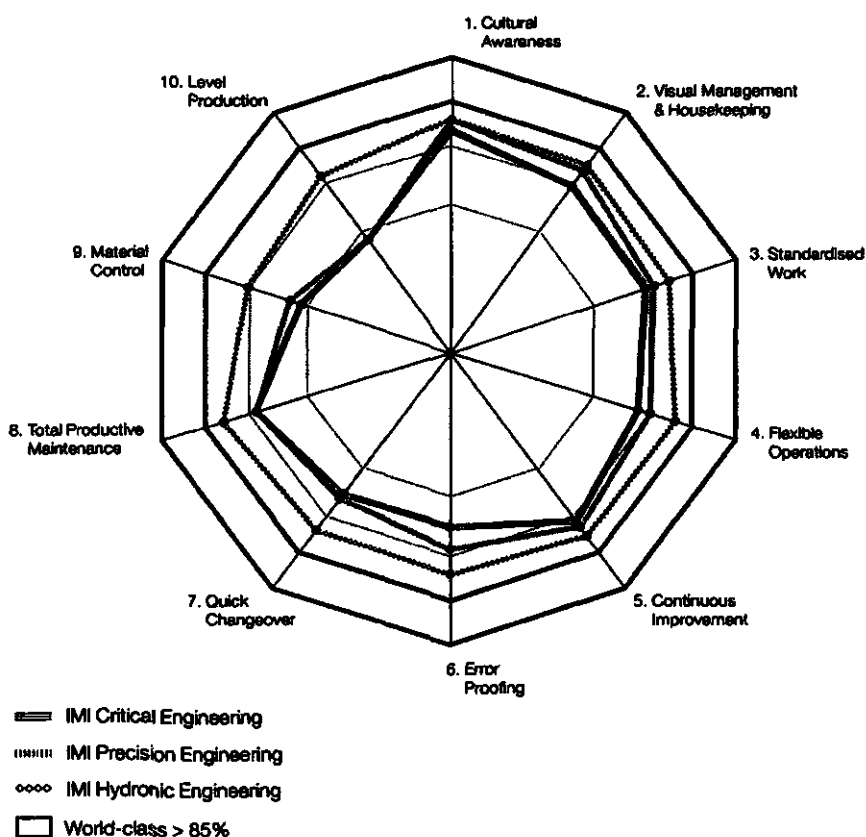 1. Cultural
Awareness
10. Level
Production
2. Visual Management
& Housekeeping
9. Material
Control
3. Standardised
Work
8. Total Productive
Maintenance
4. Flexible
Operations
7. Quick
Changeover
5. Continuous
Improvement
6. Error
Proofing
IMI Critical Engineering
IMI Precision Engineering
IMI Hydronic Engineering
World-class > 85%